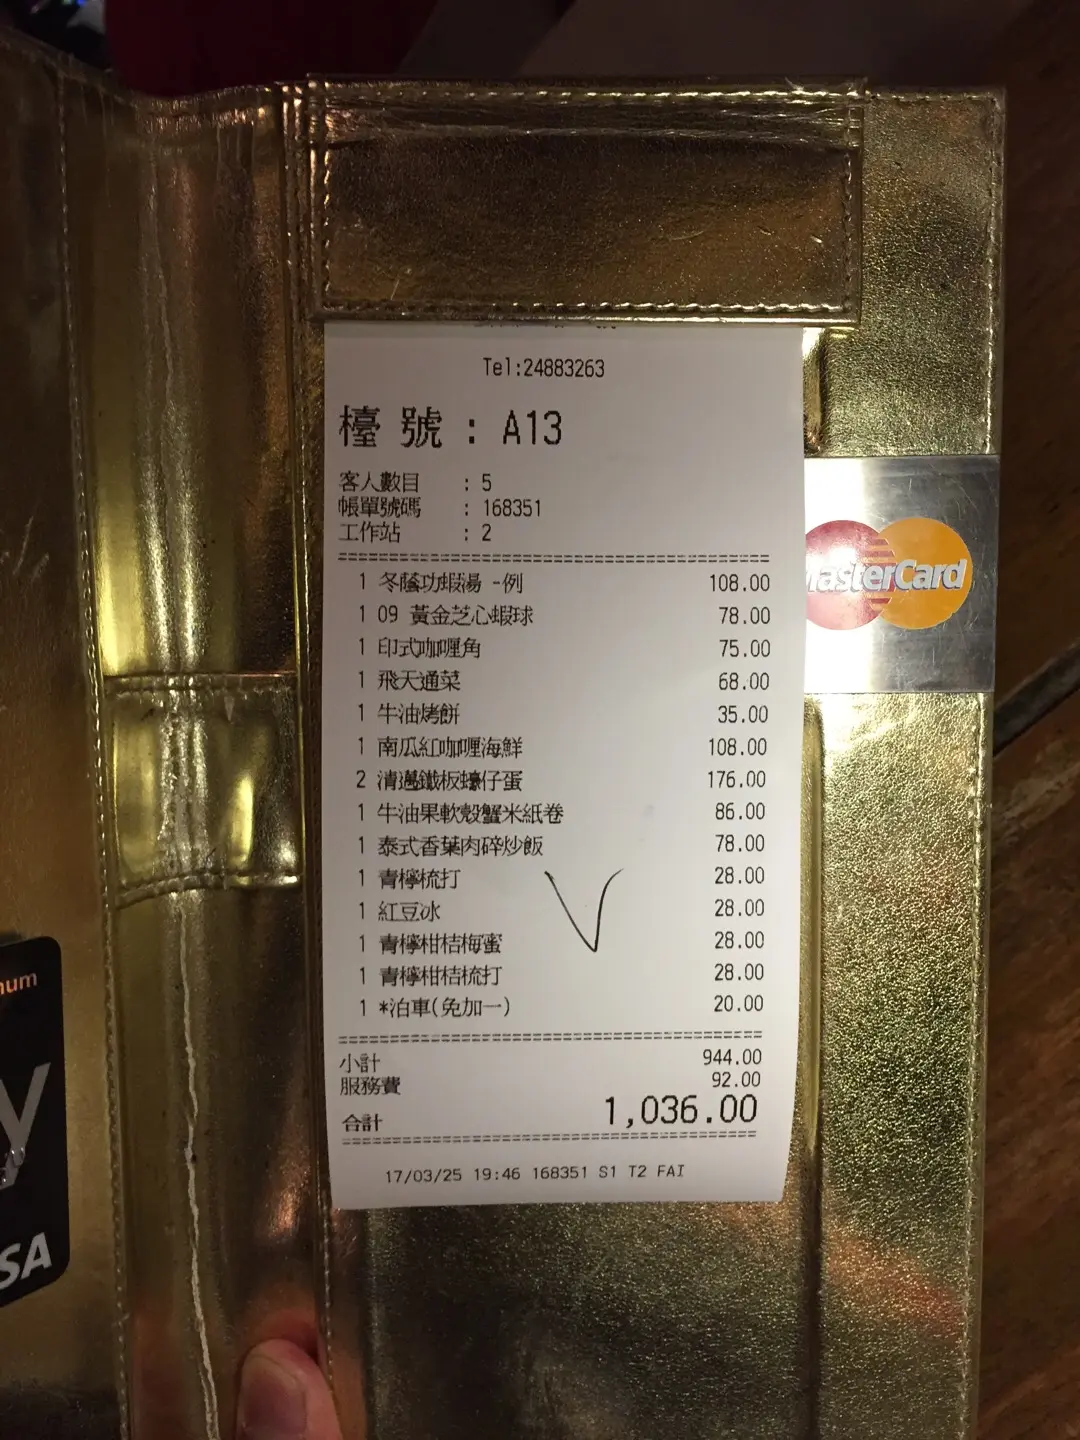 Tel:24883263
檯 號 : A13
客人數目 : 5
帳單號碼 : 168351
工作站 : 2
1 冬蔭功蝦湯 -例 108.00
1 09 黃金芝心蝦球 78.00
1 印式咖喱角 75.00
1 飛天通菜 68.00
1 牛油烤餅 35.00
1 南瓜紅咖喱海鮮 108.00
2 清邁鐵板蠔仔蛋 176.00
1 牛油果軟殼蟹米紙卷 86.00
1 泰式香葉肉碎炒飯 78.00
1 青檸梳打 28.00
1 紅豆冰 28.00
1 青檸柑桔梅蜜 28.00
1 青檸柑桔梳打 28.00
1 *泊車(免加一) 20.00
小計 944.00
服務費 92.00
合計 1,036.00
17/03/25 19:46 168351 S1 T2 FAI
MasterCard